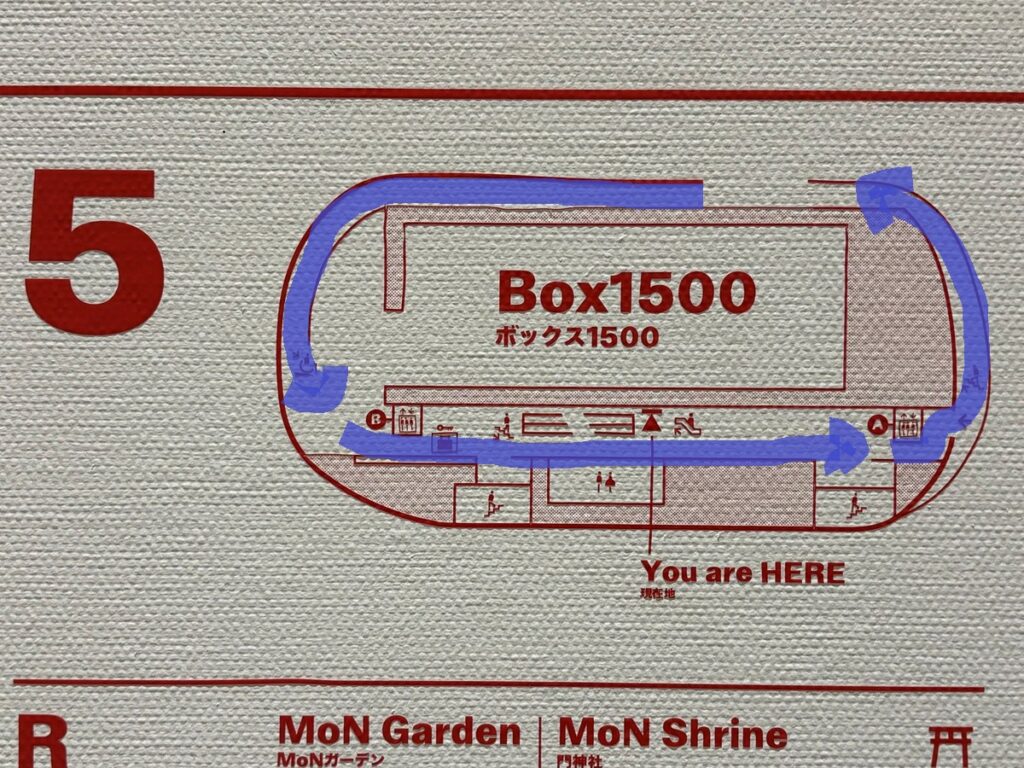 5
Box1500
ボックス1500
B
A
You are HERE
現在地
R
MoN Garden
MoNガーデン
MoN Shrine
門神社